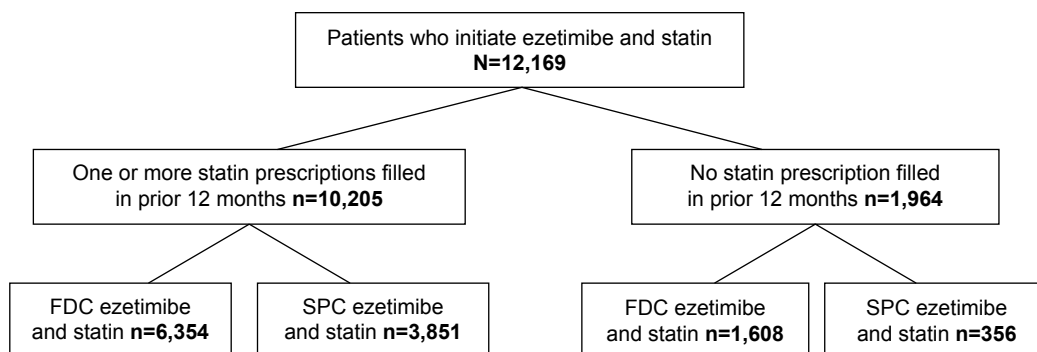 Patients who initiate ezetimibe and statin
N=12,169
One or more statin prescriptions filled
in prior 12 months n=10,205
No statin prescription filled
in prior 12 months n=1,964
FDC ezetimibe
and statin n=6,354
SPC ezetimibe
and statin n=3,851
FDC ezetimibe
and statin n=1,608
SPC ezetimibe
and statin n=356